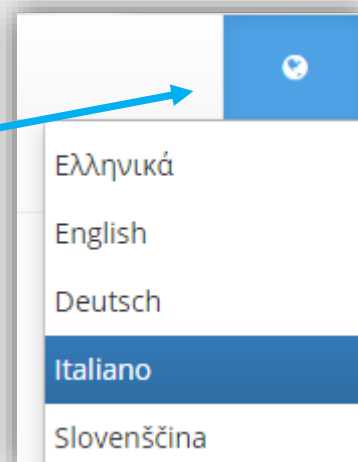 Ελληνικά
English
Deutsch
Italiano
Slovenščina